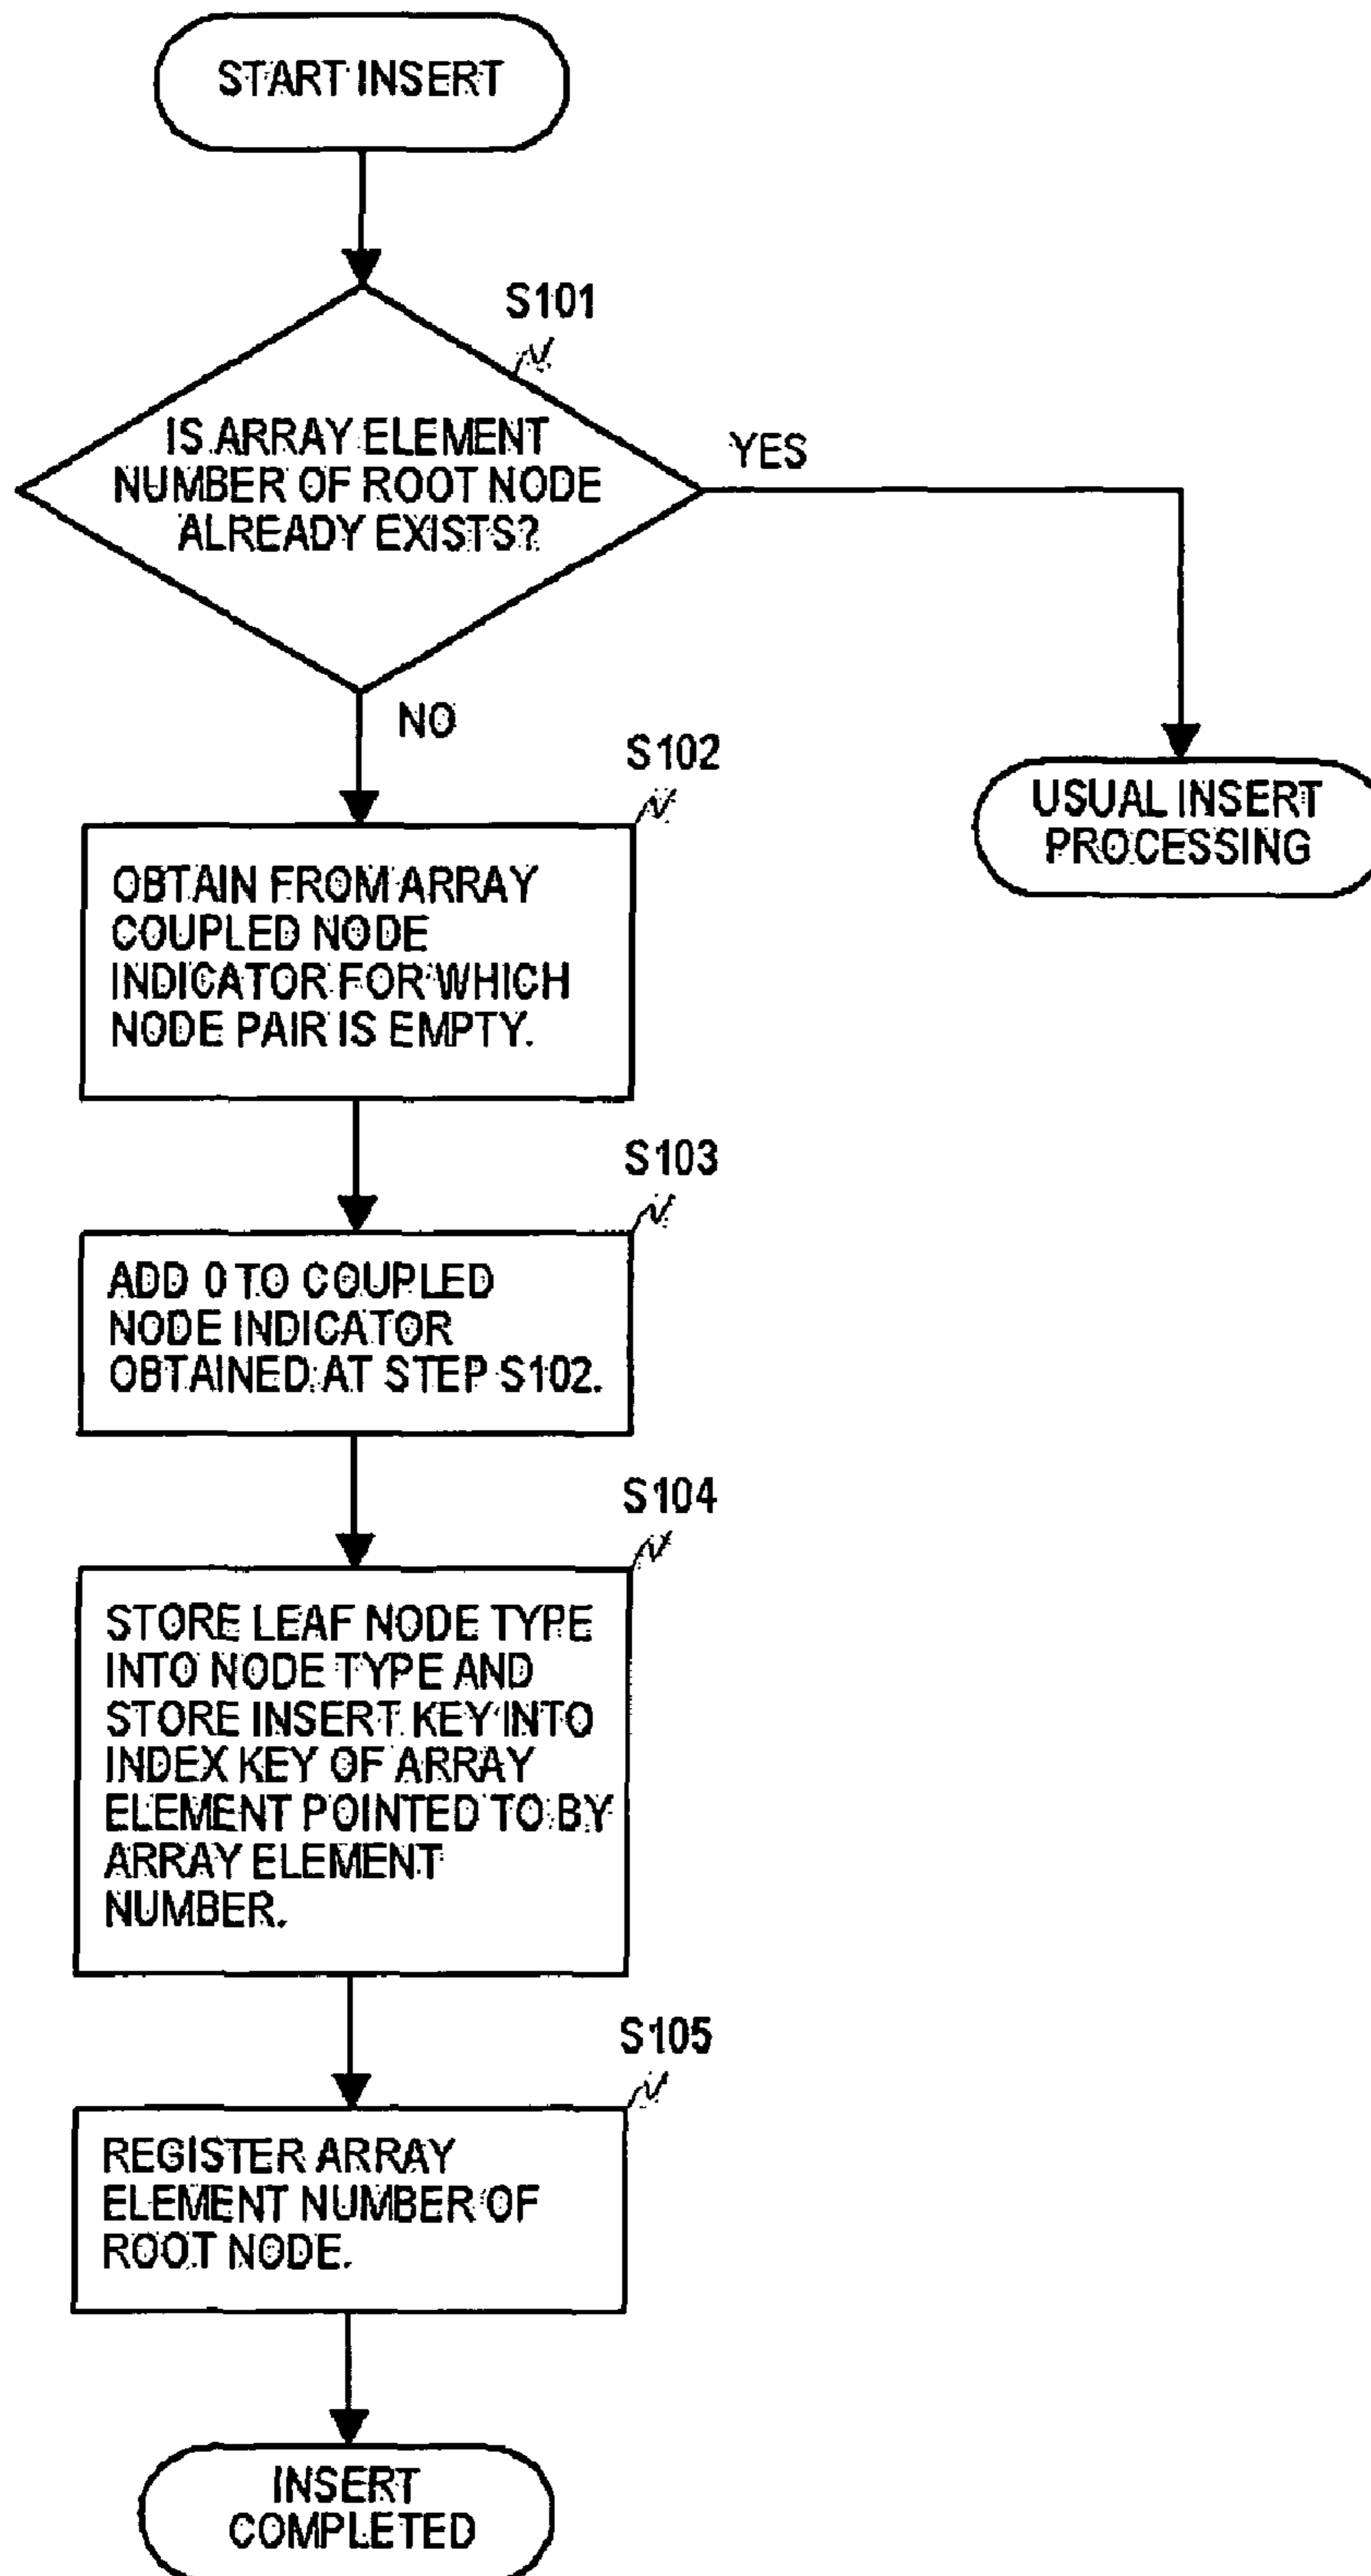 START INSERT
S101
IS ARRAY ELEMENT
NUMBER OF ROOT NODE
ALREADY EXISTS?
YES
NO
S102
USUAL INSERT
PROCESSING
OBTAIN FROM ARRAY
COUPLED NODE
INDICATOR FOR WHICH
NODE PAIR IS EMPTY.
S103
ADD 0 TO COUPLED
NODE INDICATOR
OBTAINED AT STEP S102.
S104
STORE LEAF NODE TYPE
INTO NODE TYPE AND
STORE INSERT KEY INTO
INDEX KEY OF ARRAY
ELEMENT POINTED TO BY
ARRAY ELEMENT
NUMBER.
S105
REGISTER ARRAY
ELEMENT NUMBER OF
ROOT NODE.
INSERT
COMPLETED